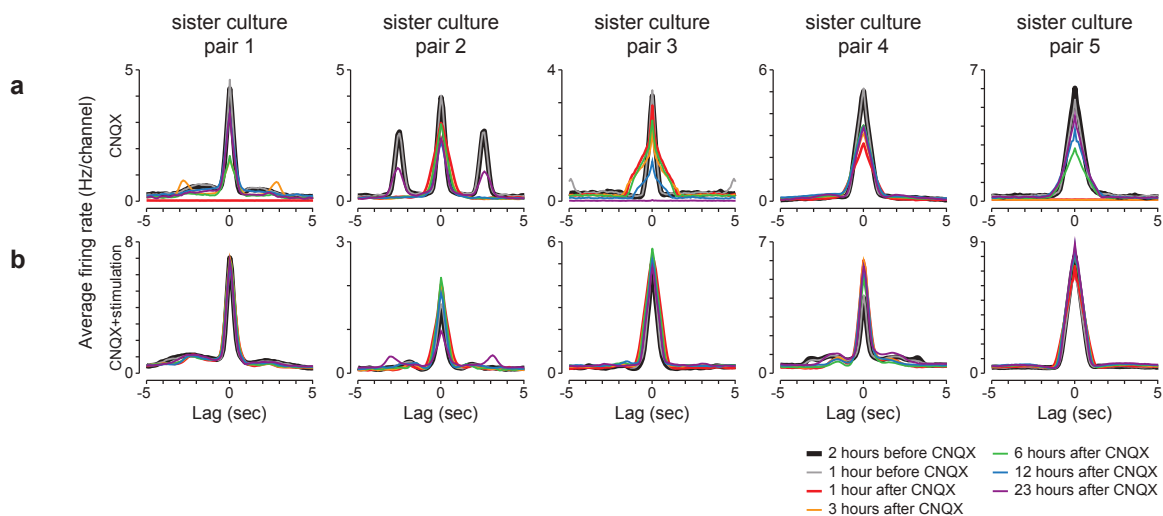 sister culture pair 1
sister culture pair 2
sister culture pair 3
sister culture pair 4
sister culture pair 5
a
Average firing rate (Hz/channel)
CNQX
5
0
-5 0 5
5
0
-5 0 5
4
0
-5 0 5
6
0
-5 0 5
7
0
-5 0 5
b
CNQX+stimulation
8
0
-5 0 5
Lag (sec)
3
0
-5 0 5
Lag (sec)
6
0
-5 0 5
Lag (sec)
7
0
-5 0 5
Lag (sec)
9
0
-5 0 5
Lag (sec)
2 hours before CNQX
1 hour before CNQX
1 hour after CNQX
3 hours after CNQX
6 hours after CNQX
12 hours after CNQX
23 hours after CNQX